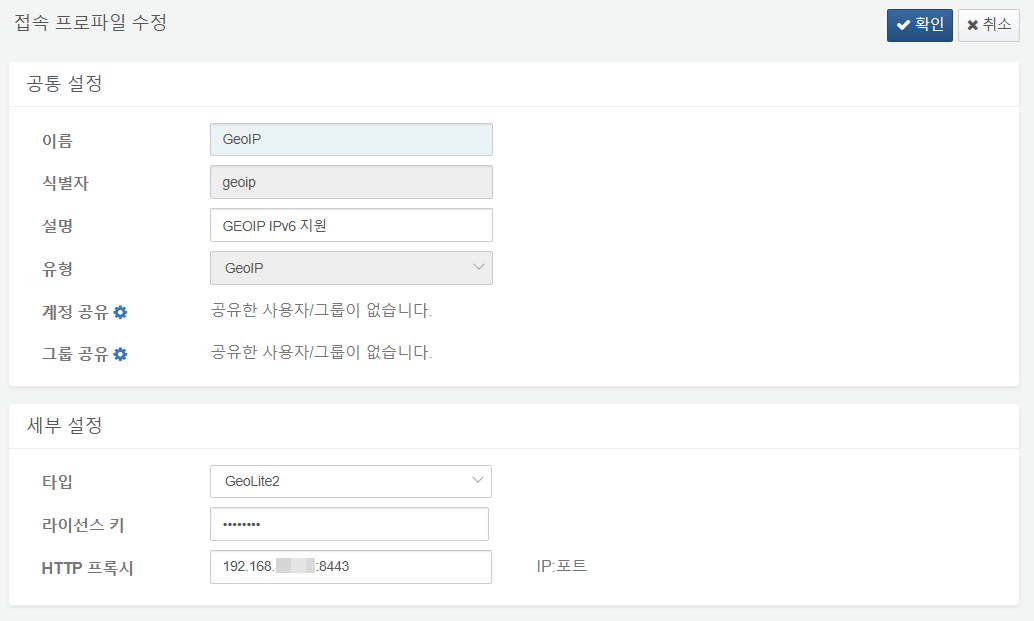 접속 프로파일 수정
확인 취소
공통 설정
이름 GeoIP
식별자 geoip
설명 GEOIP IPv6 지원
유형 GeoIP
계정 공유 공유한 사용자/그룹이 없습니다.
그룹 공유 공유한 사용자/그룹이 없습니다.
세부 설정
타입 GeoLite2
라이선스 키 ••••••••
HTTP 프록시 192.168. :8443 IP:포트